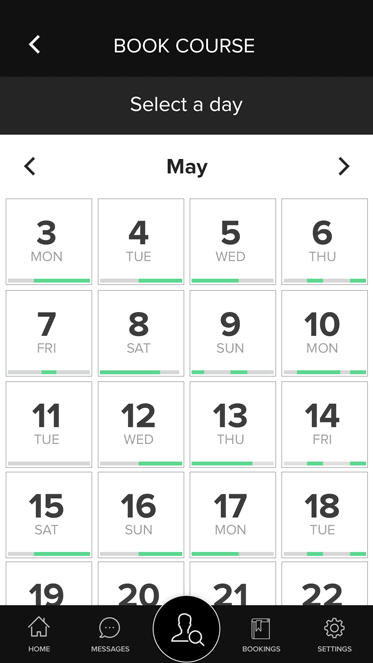 BOOK COURSE
Select a day
May
3 4 5 6
MON TUE WED THU
7 8 9 10
FRI SAT SUN MON
11 12 13 14
TUE WED THU FRI
15 16 17 18
SAT SUN MON TUE
19 20 21 22
HOME MESSAGES BOOKINGS SETTINGS